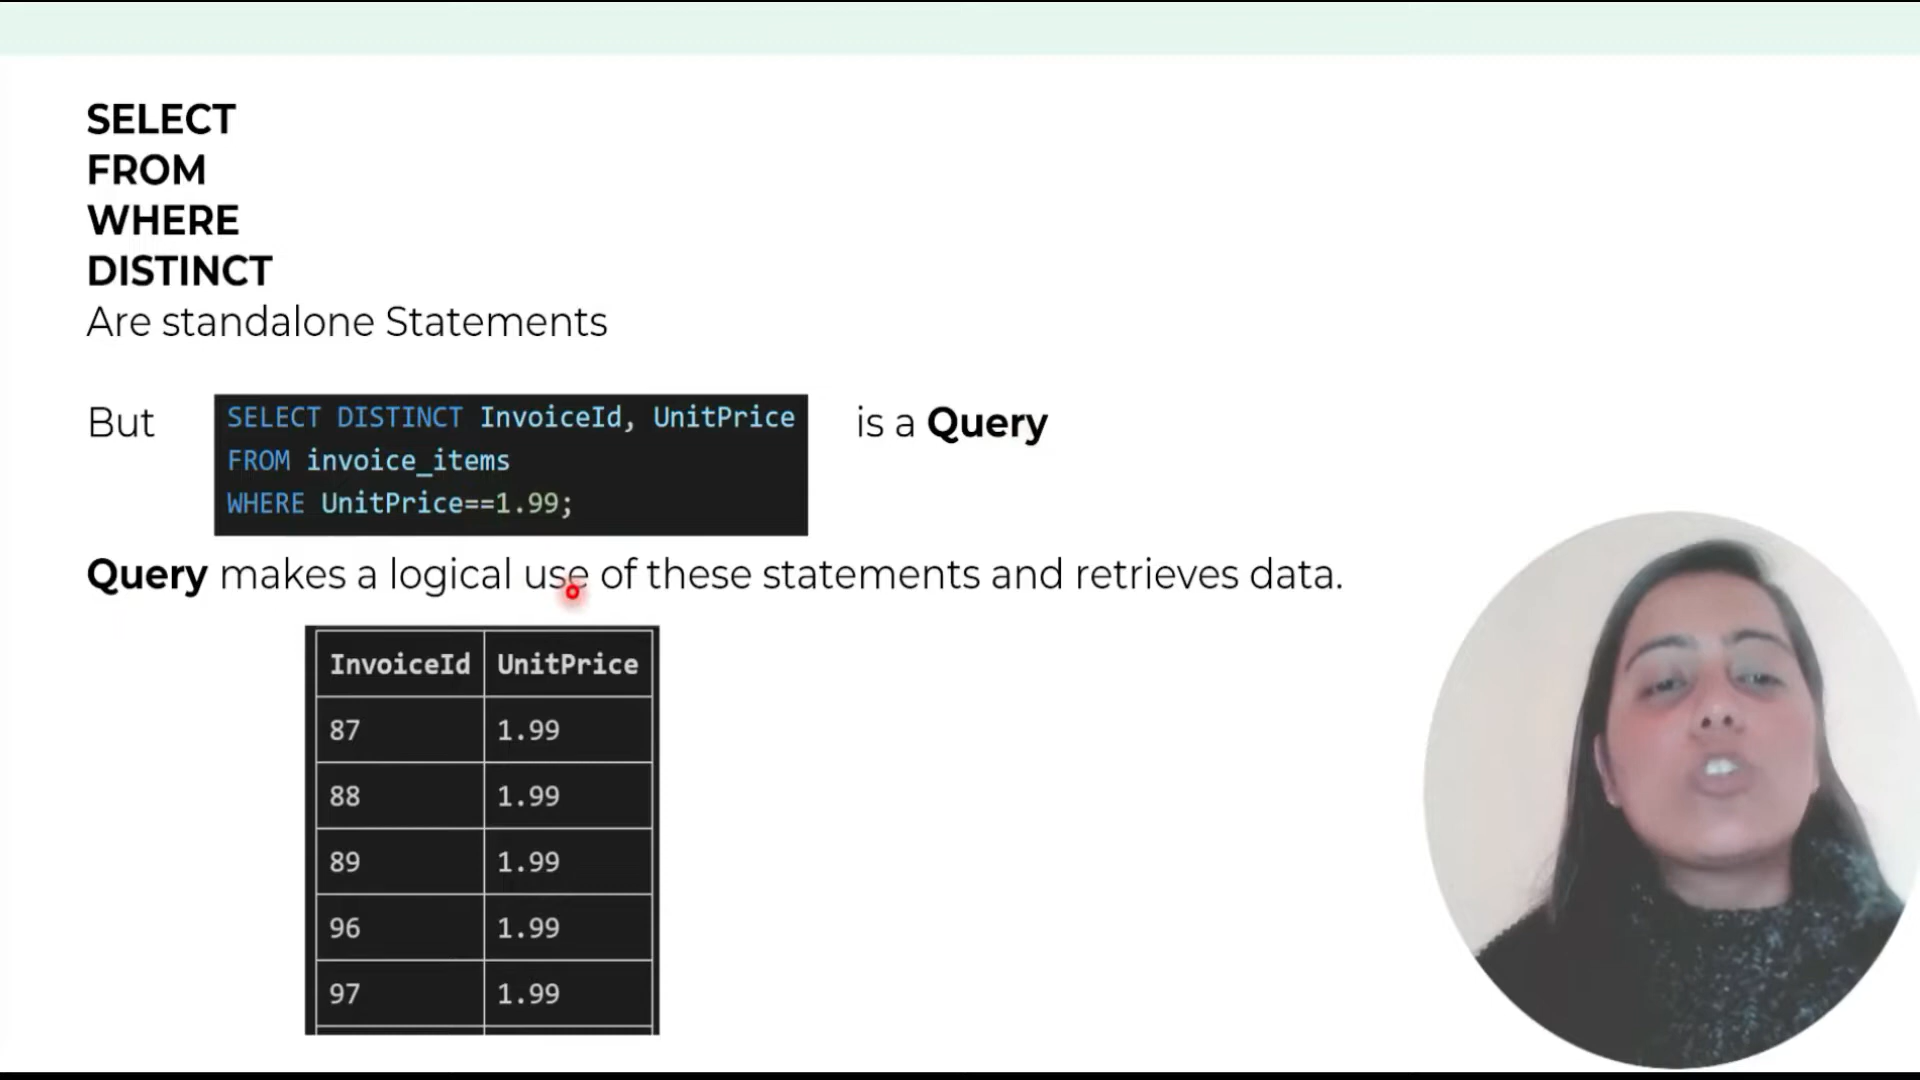 SELECT
FROM
WHERE
DISTINCT
Are standalone Statements
But
SELECT DISTINCT InvoiceId, UnitPrice
FROM invoice_items
WHERE UnitPrice==1.99;
is a Query
Query makes a logical use of these statements and retrieves data.
InvoiceId UnitPrice
87 1.99
88 1.99
89 1.99
96 1.99
97 1.99